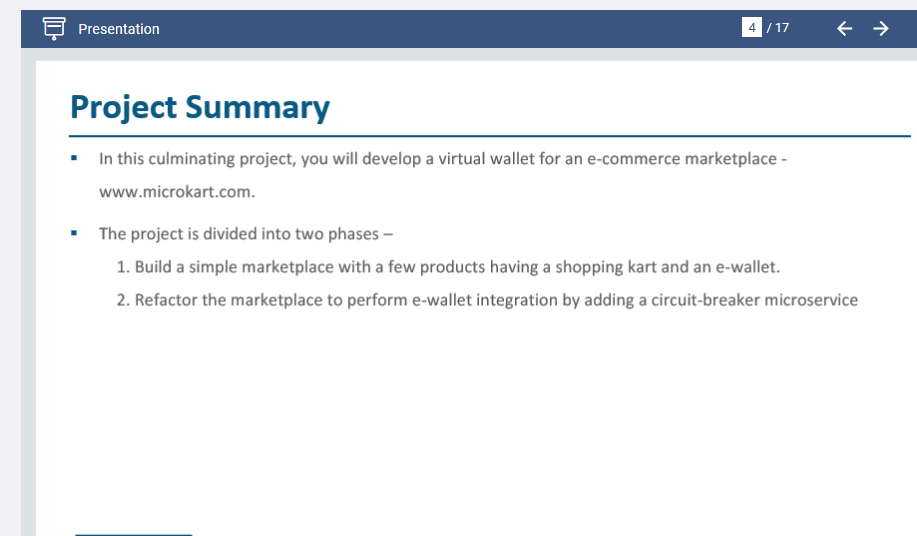 Presentation
4 / 17
Project Summary
In this culminating project, you will develop a virtual wallet for an e-commerce marketplace -
www.microkart.com.
The project is divided into two phases –
1. Build a simple marketplace with a few products having a shopping kart and an e-wallet.
2. Refactor the marketplace to perform e-wallet integration by adding a circuit-breaker microservice